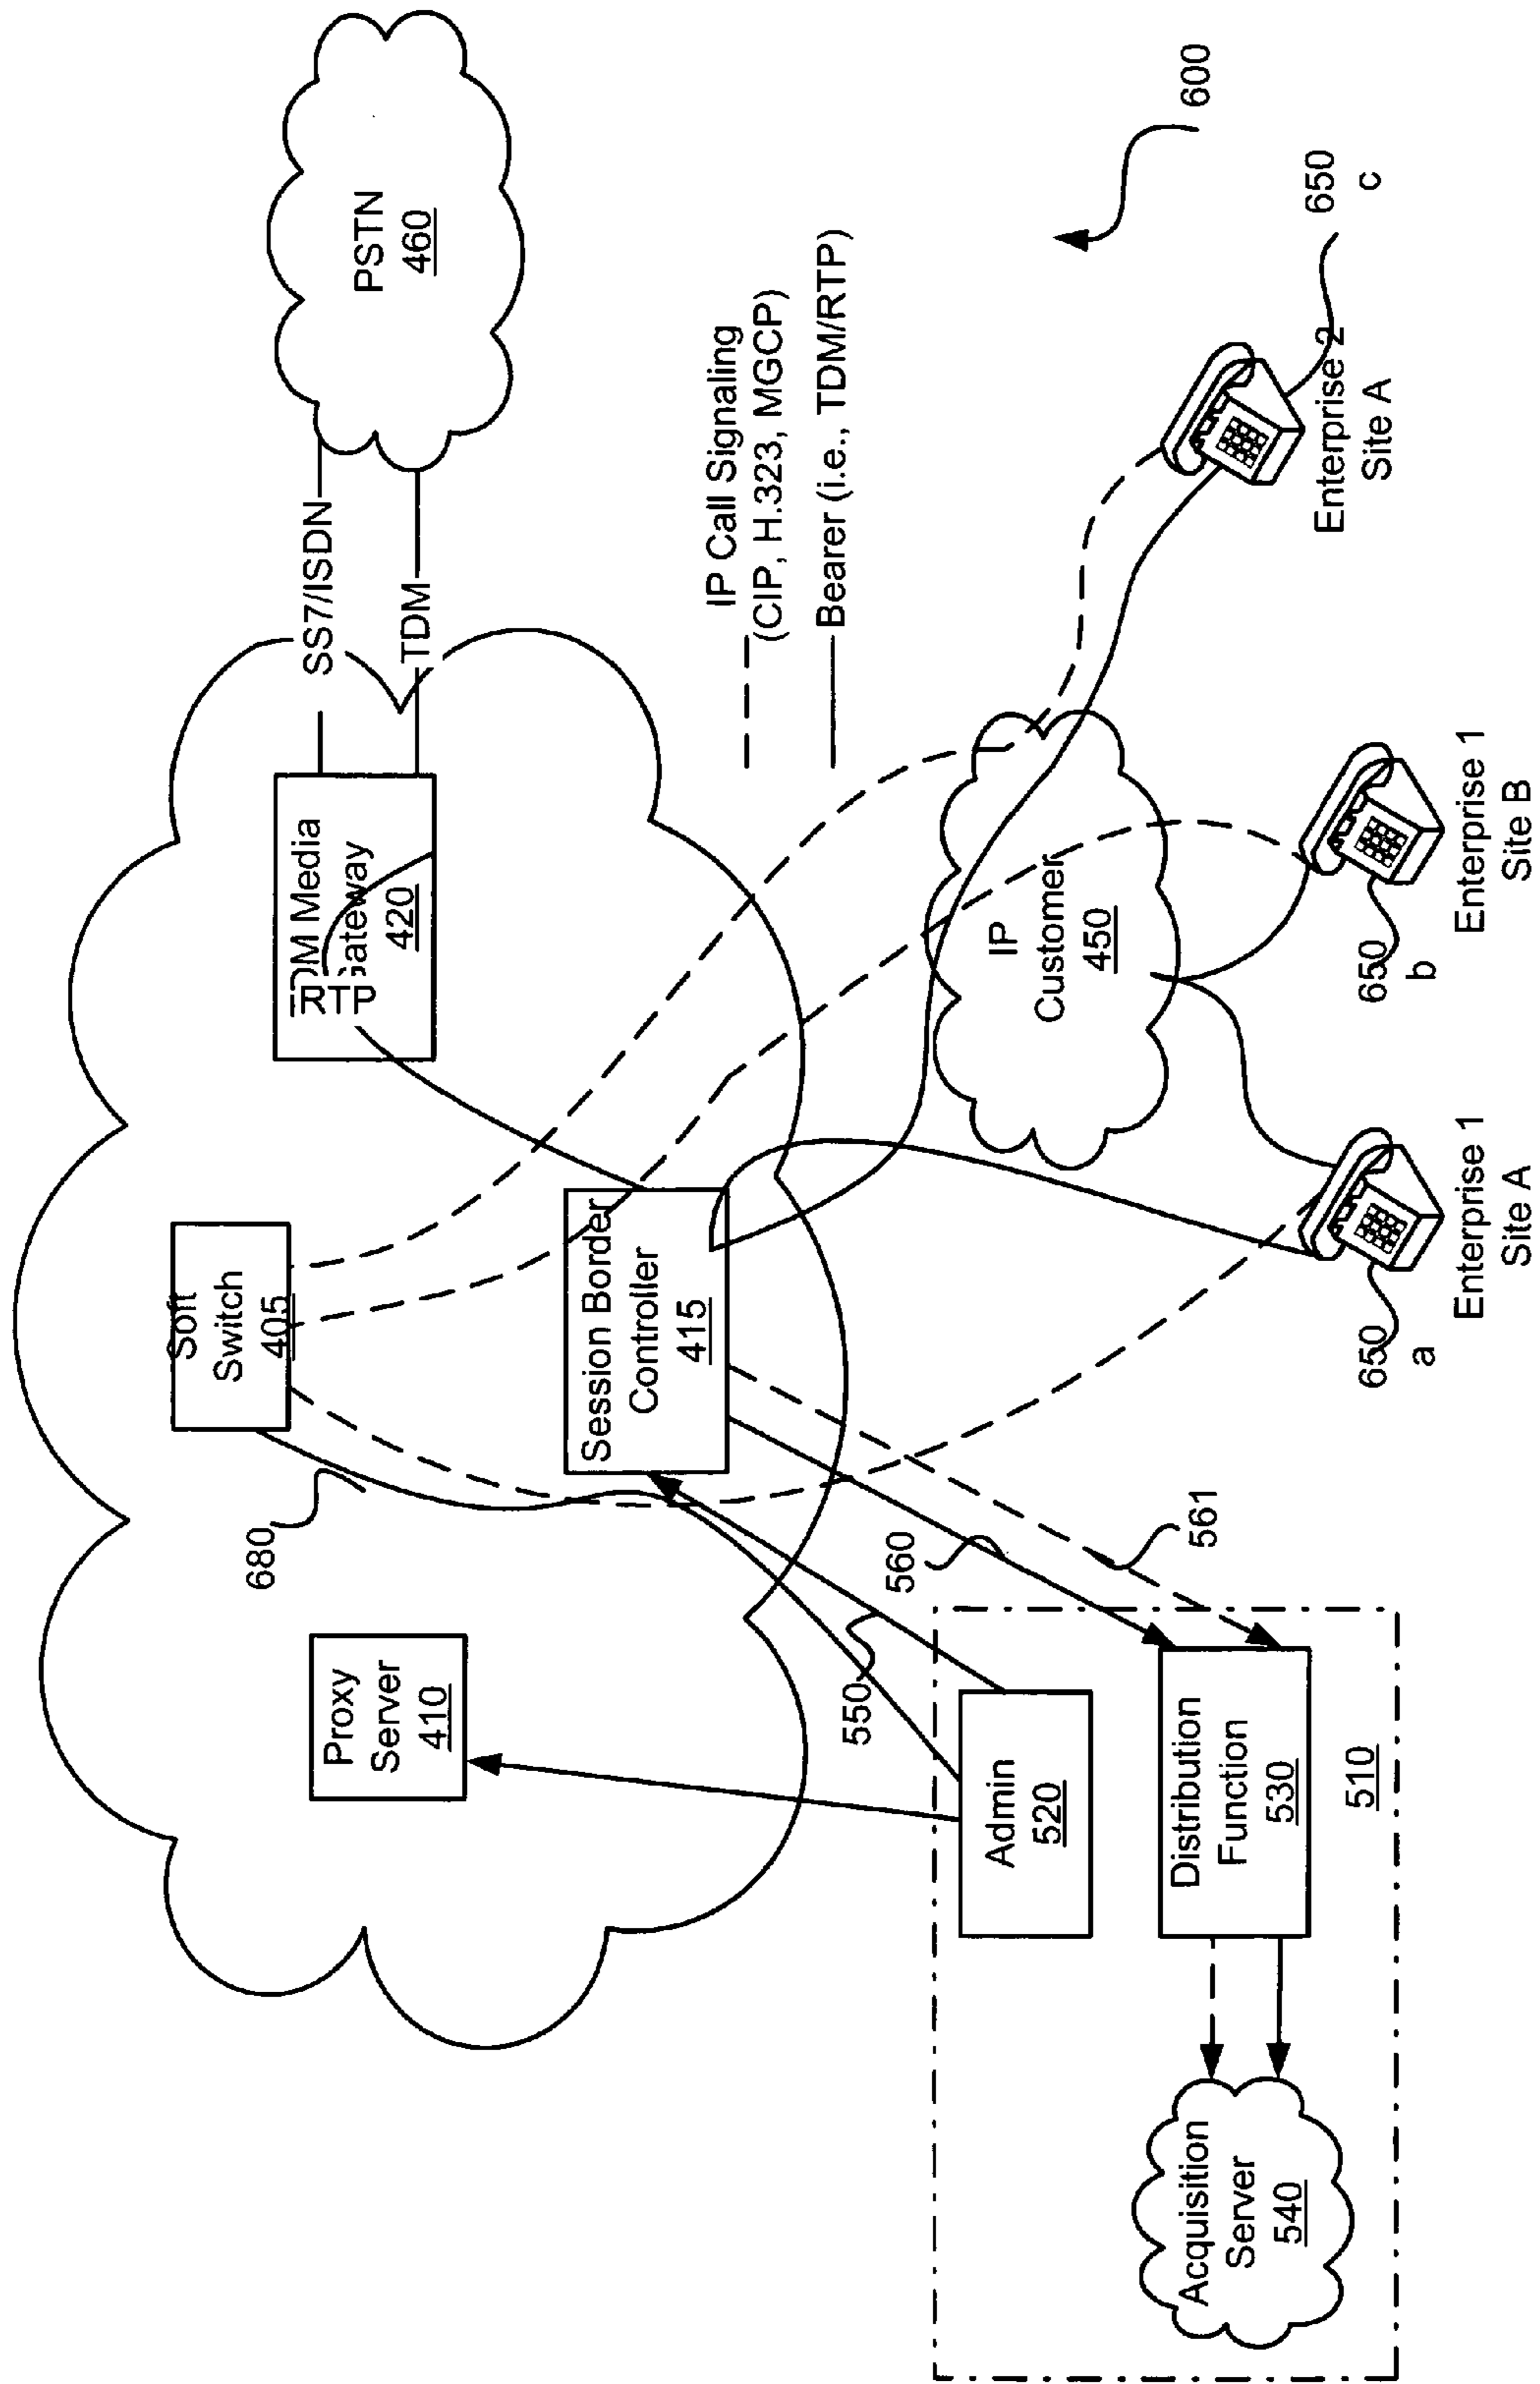 Soft
Switch
405
680
SS7/ISDN
TDM
PSTN
460
TDM Media
Gateway
420
RTP
Proxy
Server
410
Session Border
Controller
415
IP Call Signaling
(CIP, H.323, MGCP)
Bearer (i.e., TDM/RTP)
550
560
561
IP
Customer
450
600
Admin
520
Distribution
Function
530
510
Acquisition
Server
540
650
a
Enterprise 1
Site A
650
b
Enterprise 1
Site B
650
c
Enterprise 2
Site A